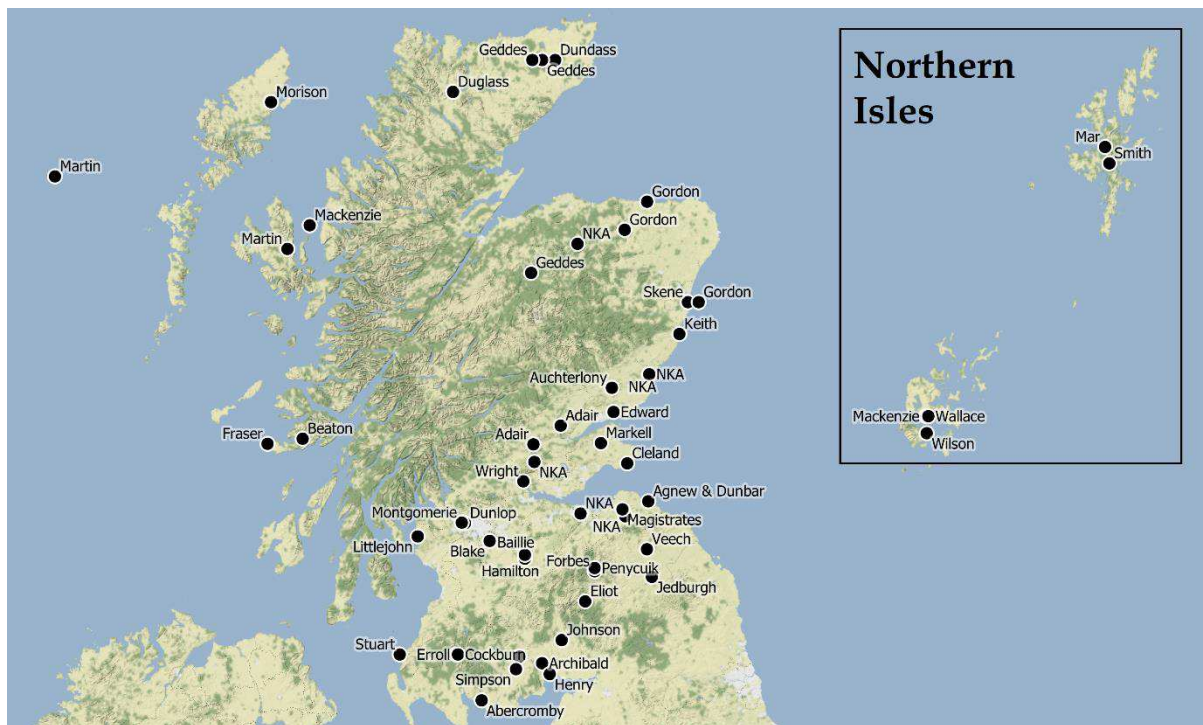 Northern
Isles
Geddes
Dundass
Geddes
Duglass
Morison
Martin
Mackenzie
Martin
Gordon
Gordon
NKA
Geddes
Skene
Gordon
Keith
Auchterlony
NKA
NKA
Edward
Adair
Adair
Markell
Cleland
Wright
NKA
Fraser
Beaton
Agnew & Dunbar
NKA
NKA
Magistrates
Montgomerie
Dunlop
Littlejohn
Blake
Baillie
Hamilton
Veech
Forbes
Penycuik
Jedburgh
Eliot
Johnson
Stuart
Erroll
Cockburn
Archibald
Simpson
Henry
Abercromby
Mar
Smith
Mackenzie
Wallace
Wilson